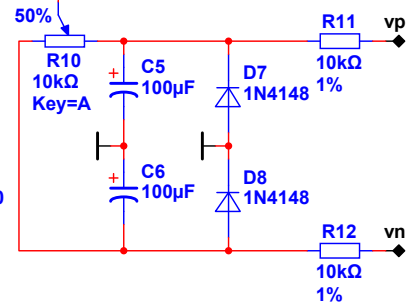 50%
R10
10kΩ
Key=A
+
C5
100µF
D7
1N4148
R11
10kΩ
1%
vp
+
C6
100µF
D8
1N4148
R12
10kΩ
1%
vn